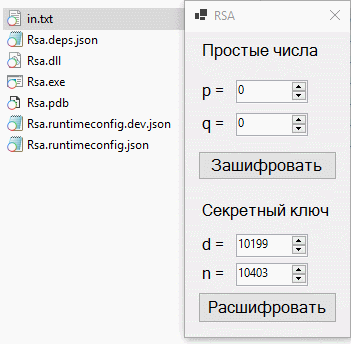 in.txt
Rsa.deps.json
Rsa.dll
Rsa.exe
Rsa.pdb
Rsa.runtimeconfig.dev.json
Rsa.runtimeconfig.json
RSA
Простые числа
p = 0
q = 0
Зашифровать
Секретный ключ
d = 10199
n = 10403
Расшифровать